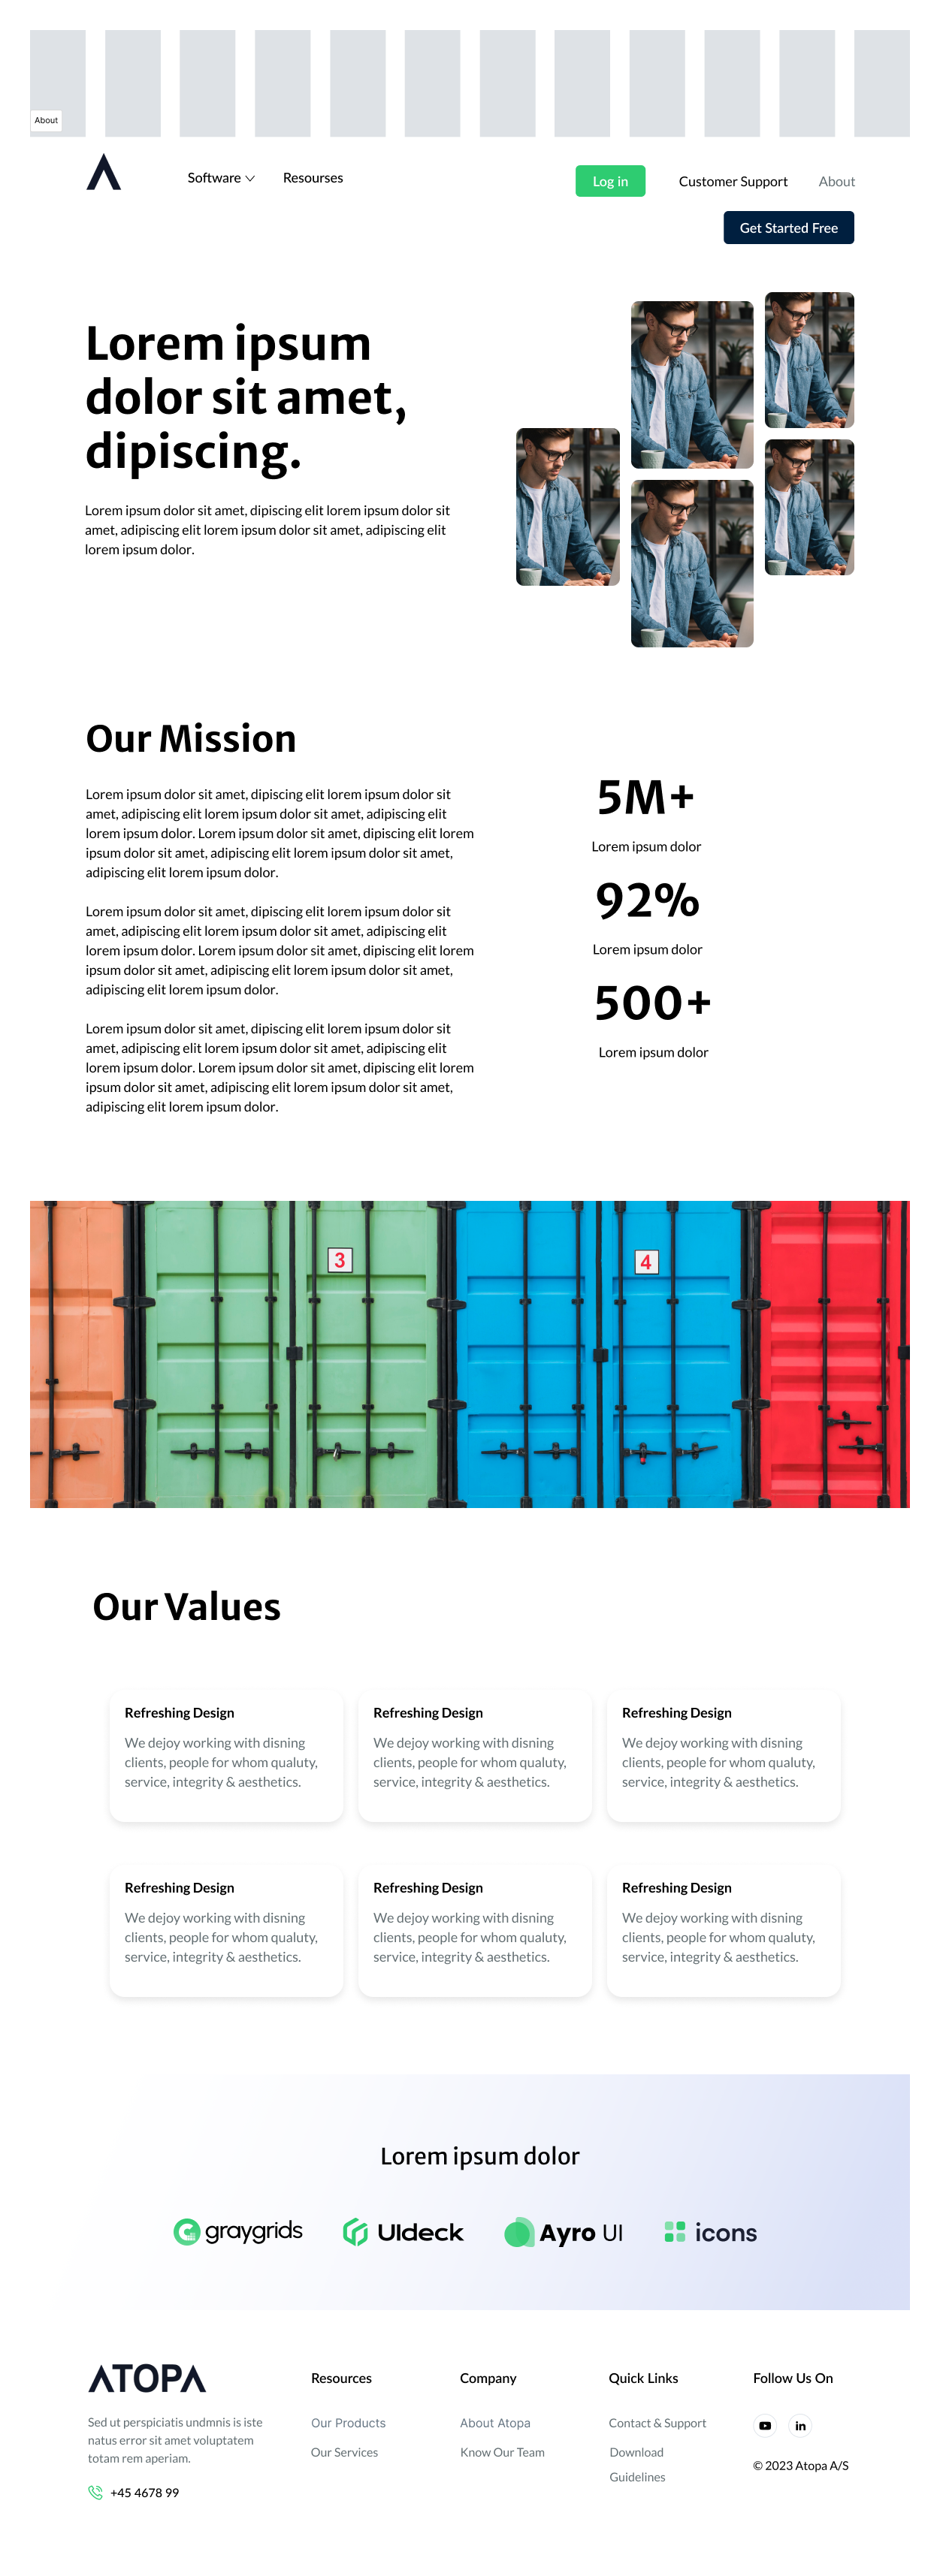 About
Software
Resourses
Log in
Customer Support
About
Get Started Free
Lorem ipsum
dolor sit amet,
dipiscing.
Lorem ipsum dolor sit amet, dipiscing elit lorem ipsum dolor sit
amet, adipiscing elit lorem ipsum dolor sit amet, adipiscing elit
lorem ipsum dolor.
Our Mission
Lorem ipsum dolor sit amet, dipiscing elit lorem ipsum dolor sit
amet, adipiscing elit lorem ipsum dolor sit amet, adipiscing elit
lorem ipsum dolor. Lorem ipsum dolor sit amet, dipiscing elit lorem
ipsum dolor sit amet, adipiscing elit lorem ipsum dolor sit amet,
adipiscing elit lorem ipsum dolor.
Lorem ipsum dolor sit amet, dipiscing elit lorem ipsum dolor sit
amet, adipiscing elit lorem ipsum dolor sit amet, adipiscing elit
lorem ipsum dolor. Lorem ipsum dolor sit amet, dipiscing elit lorem
ipsum dolor sit amet, adipiscing elit lorem ipsum dolor sit amet,
adipiscing elit lorem ipsum dolor.
Lorem ipsum dolor sit amet, dipiscing elit lorem ipsum dolor sit
amet, adipiscing elit lorem ipsum dolor sit amet, adipiscing elit
lorem ipsum dolor. Lorem ipsum dolor sit amet, dipiscing elit lorem
ipsum dolor sit amet, adipiscing elit lorem ipsum dolor sit amet,
adipiscing elit lorem ipsum dolor.
5M+
Lorem ipsum dolor
92%
Lorem ipsum dolor
500+
Lorem ipsum dolor
3
4
Our Values
Refreshing Design
We dejoy working with disning
clients, people for whom qualuty,
service, integrity & aesthetics.
Refreshing Design
We dejoy working with disning
clients, people for whom qualuty,
service, integrity & aesthetics.
Refreshing Design
We dejoy working with disning
clients, people for whom qualuty,
service, integrity & aesthetics.
Refreshing Design
We dejoy working with disning
clients, people for whom qualuty,
service, integrity & aesthetics.
Refreshing Design
We dejoy working with disning
clients, people for whom qualuty,
service, integrity & aesthetics.
Refreshing Design
We dejoy working with disning
clients, people for whom qualuty,
service, integrity & aesthetics.
Lorem ipsum dolor
graygrids
UIdeck
Ayro UI
icons
ATOPA
Sed ut perspiciatis undmnis is iste
natus error sit amet voluptatem
totam rem aperiam.
+45 4678 99
Resources
Our Products
Our Services
Company
About Atopa
Know Our Team
Quick Links
Contact & Support
Download
Guidelines
Follow Us On
in
© 2023 Atopa A/S